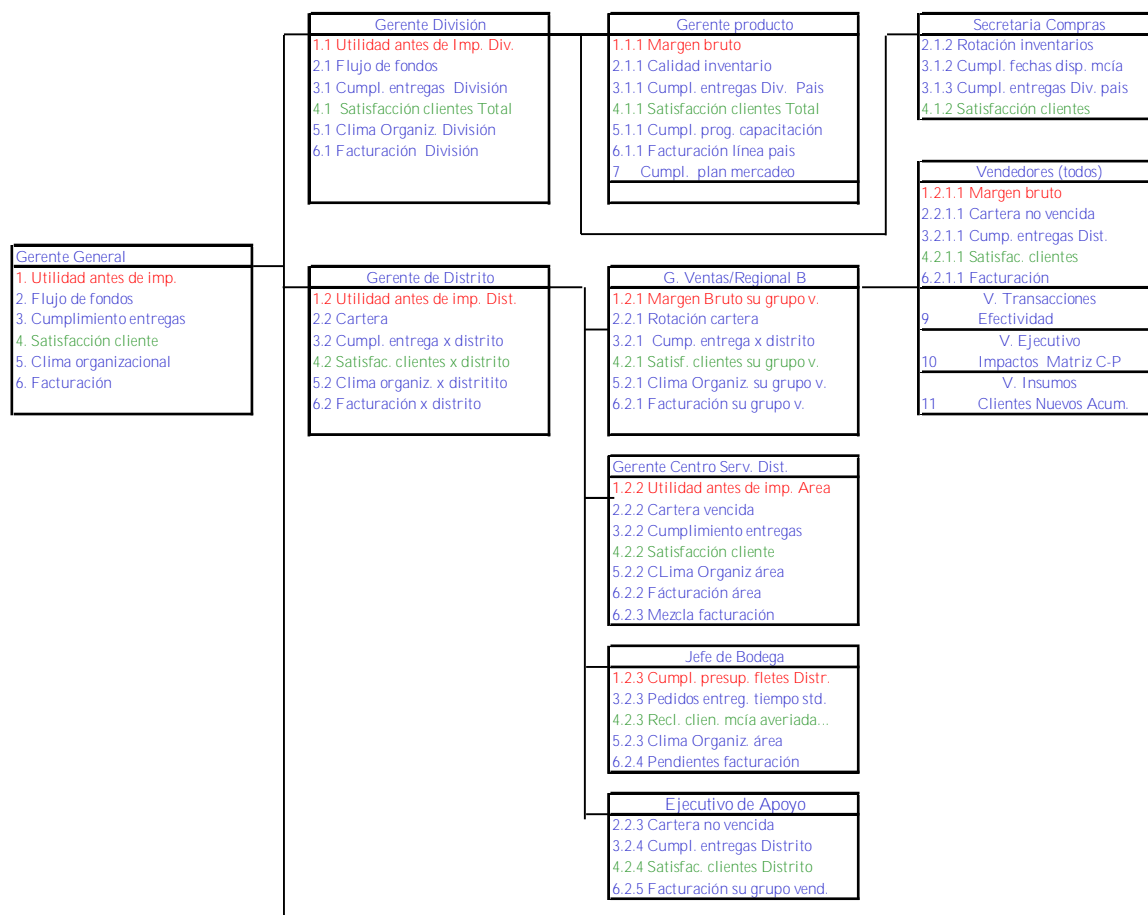 Gerente División
1.1 Utilidad antes de Imp. Div.
2.1 Flujo de fondos
3.1 Cumpl. entregas División
4.1 Satisfacción clientes Total
5.1 Clima Organiz. División
6.1 Facturación División
Gerente producto
1.1.1 Margen bruto
2.1.1 Calidad inventario
3.1.1 Cumpl. entregas Div. Pais
4.1.1 Satisfacción clientes Total
5.1.1 Cumpl. prog. capacitación
6.1.1 Facturación línea pais
7 Cumpl. plan mercadeo
Secretaria Compras
2.1.2 Rotación inventarios
3.1.2 Cumpl. fechas disp. mcía
3.1.3 Cumpl. entregas Div. pais
4.1.2 Satisfacción clientes
Vendedores (todos)
1.2.1.1 Margen bruto
2.2.1.1 Cartera no vencida
3.2.1.1 Cump. entregas Dist.
4.2.1.1 Satisfac. clientes
6.2.1.1 Facturación
V. Transacciones
9 Efectividad
V. Ejecutivo
10 Impactos Matriz C-P
V. Insumos
11 Clientes Nuevos Acum.
Gerente General
1. Utilidad antes de imp.
2. Flujo de fondos
3. Cumplimiento entregas
4. Satisfacción cliente
5. Clima organizacional
6. Facturación
Gerente de Distrito
1.2 Utilidad antes de imp. Dist.
2.2 Cartera
3.2 Cumpl. entrega x distrito
4.2 Satisfac. clientes x distrito
5.2 Clima organiz. x distritito
6.2 Facturación x distrito
G. Ventas/Regional B
1.2.1 Margen Bruto su grupo v.
2.2.1 Rotación cartera
3.2.1 Cump. entrega x distrito
4.2.1 Satisf. clientes su grupo v.
5.2.1 Clima Organiz. su grupo v.
6.2.1 Facturación su grupo v.
Gerente Centro Serv. Dist.
1.2.2 Utilidad antes de imp. Area
2.2.2 Cartera vencida
3.2.2 Cumplimiento entregas
4.2.2 Satisfacción cliente
5.2.2 CLima Organiz área
6.2.2 Fácturación área
6.2.3 Mezcla facturación
Jefe de Bodega
1.2.3 Cumpl. presup. fletes Distr.
3.2.3 Pedidos entreg. tiempo std.
4.2.3 Recl. clien. mcía averiada...
5.2.3 Clima Organiz. área
6.2.4 Pendientes facturación
Ejecutivo de Apoyo
2.2.3 Cartera no vencida
3.2.4 Cumpl. entregas Distrito
4.2.4 Satisfac. clientes Distrito
6.2.5 Facturación su grupo vend.